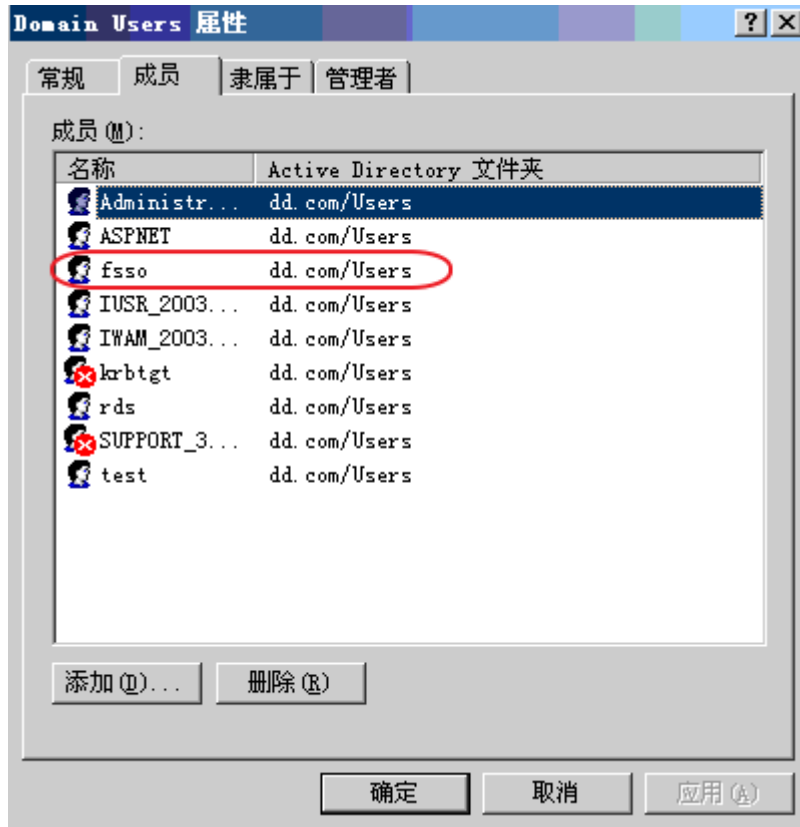 Domain Users 属性
常规 成员 隶属于 管理者
成员(M):
名称 Active Directory 文件夹
Administr... dd.com/Users
ASPNET dd.com/Users
fsso dd.com/Users
IUSR_2003... dd.com/Users
IWAM_2003... dd.com/Users
krbtgt dd.com/Users
rds dd.com/Users
SUPPORT_3... dd.com/Users
test dd.com/Users
添加(D)... 删除(R)
确定 取消 应用(A)